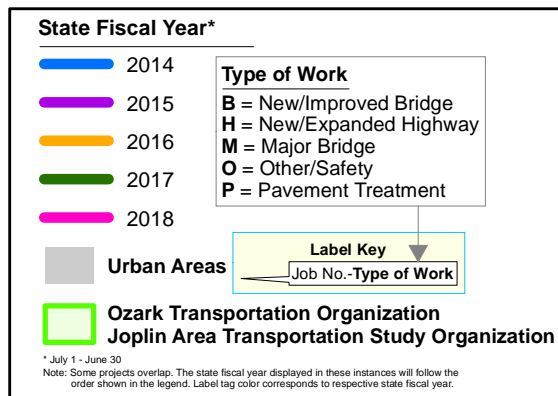 State Fiscal Year*
2014
2015
2016
2017
2018
Type of Work
B = New/Improved Bridge
H = New/Expanded Highway
M = Major Bridge
O = Other/Safety
P = Pavement Treatment
Label Key
Job No.-Type of Work
Urban Areas
Ozark Transportation Organization
Joplin Area Transportation Study Organization
* July 1 - June 30
Note: Some projects overlap. The state fiscal year displayed in these instances will follow the
order shown in the legend. Label tag color corresponds to respective state fiscal year.